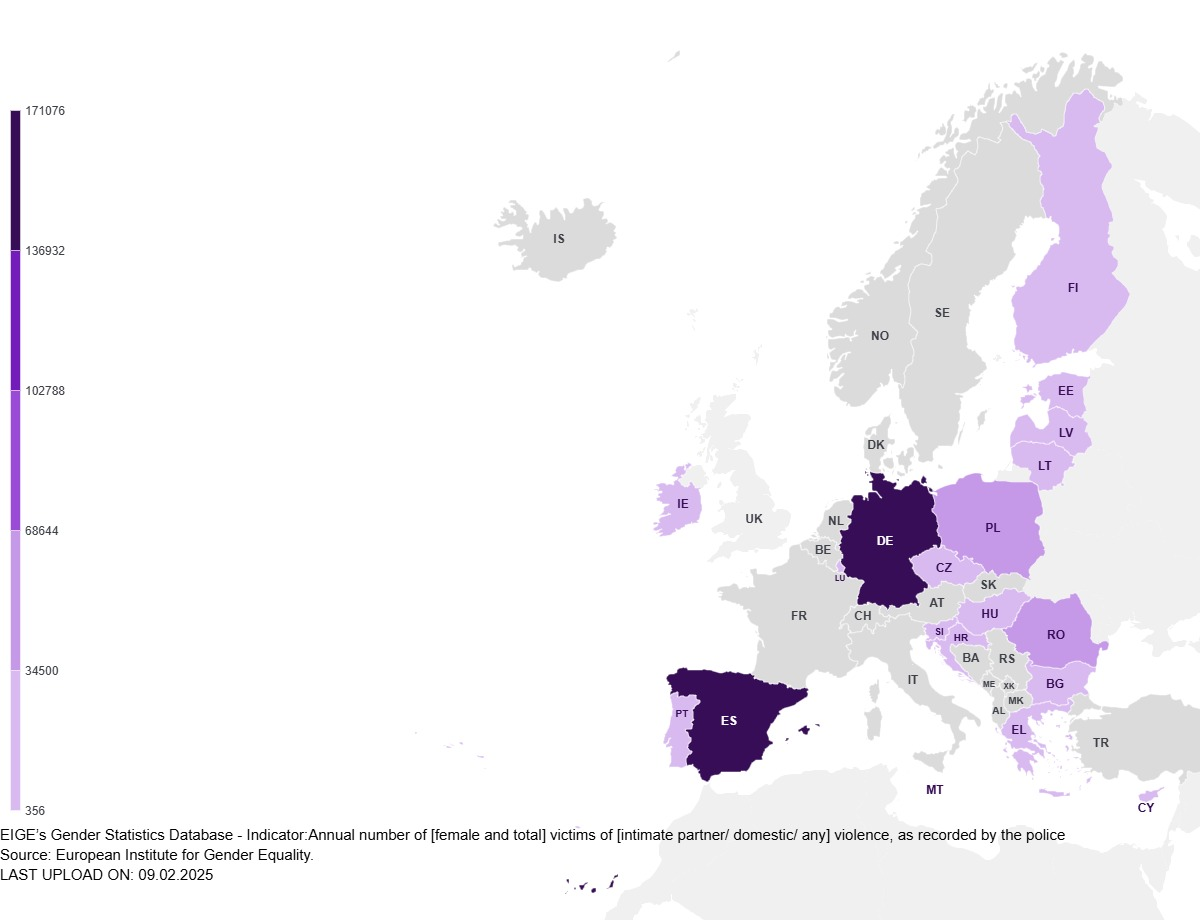 171076
136932
102788
68644
34500
356
IS
FI
NO
SE
EE
LV
LT
DK
IE
UK
NL
BE
LU
DE
PL
CZ
SK
FR
CH
AT
HU
SI
HR
RO
BA
RS
IT
ME
XK
BG
MK
AL
PT
ES
EL
TR
MT
CY
EIGE’s Gender Statistics Database - Indicator:Annual number of [female and total] victims of [intimate partner/ domestic/ any] violence, as recorded by the police
Source: European Institute for Gender Equality.
LAST UPLOAD ON: 09.02.2025